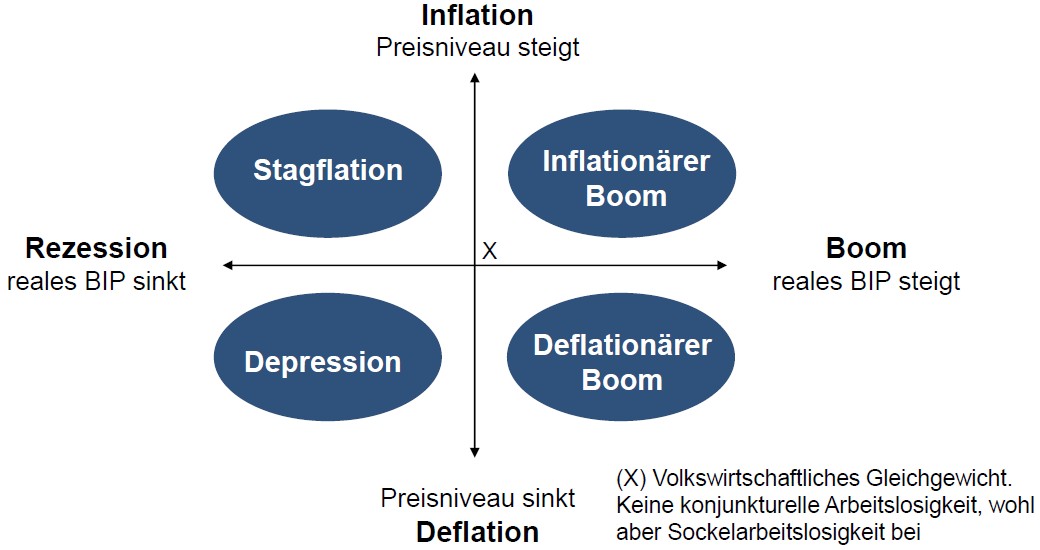 Inflation
Preisniveau steigt
Stagflation
Inflationärer
Boom
Rezession
reales BIP sinkt
X
Boom
reales BIP steigt
Depression
Deflationärer
Boom
Preisniveau sinkt
Deflation
(X) Volkswirtschaftliches Gleichgewicht.
Keine konjunkturelle Arbeitslosigkeit, wohl
aber Sockelarbeitslosigkeit bei